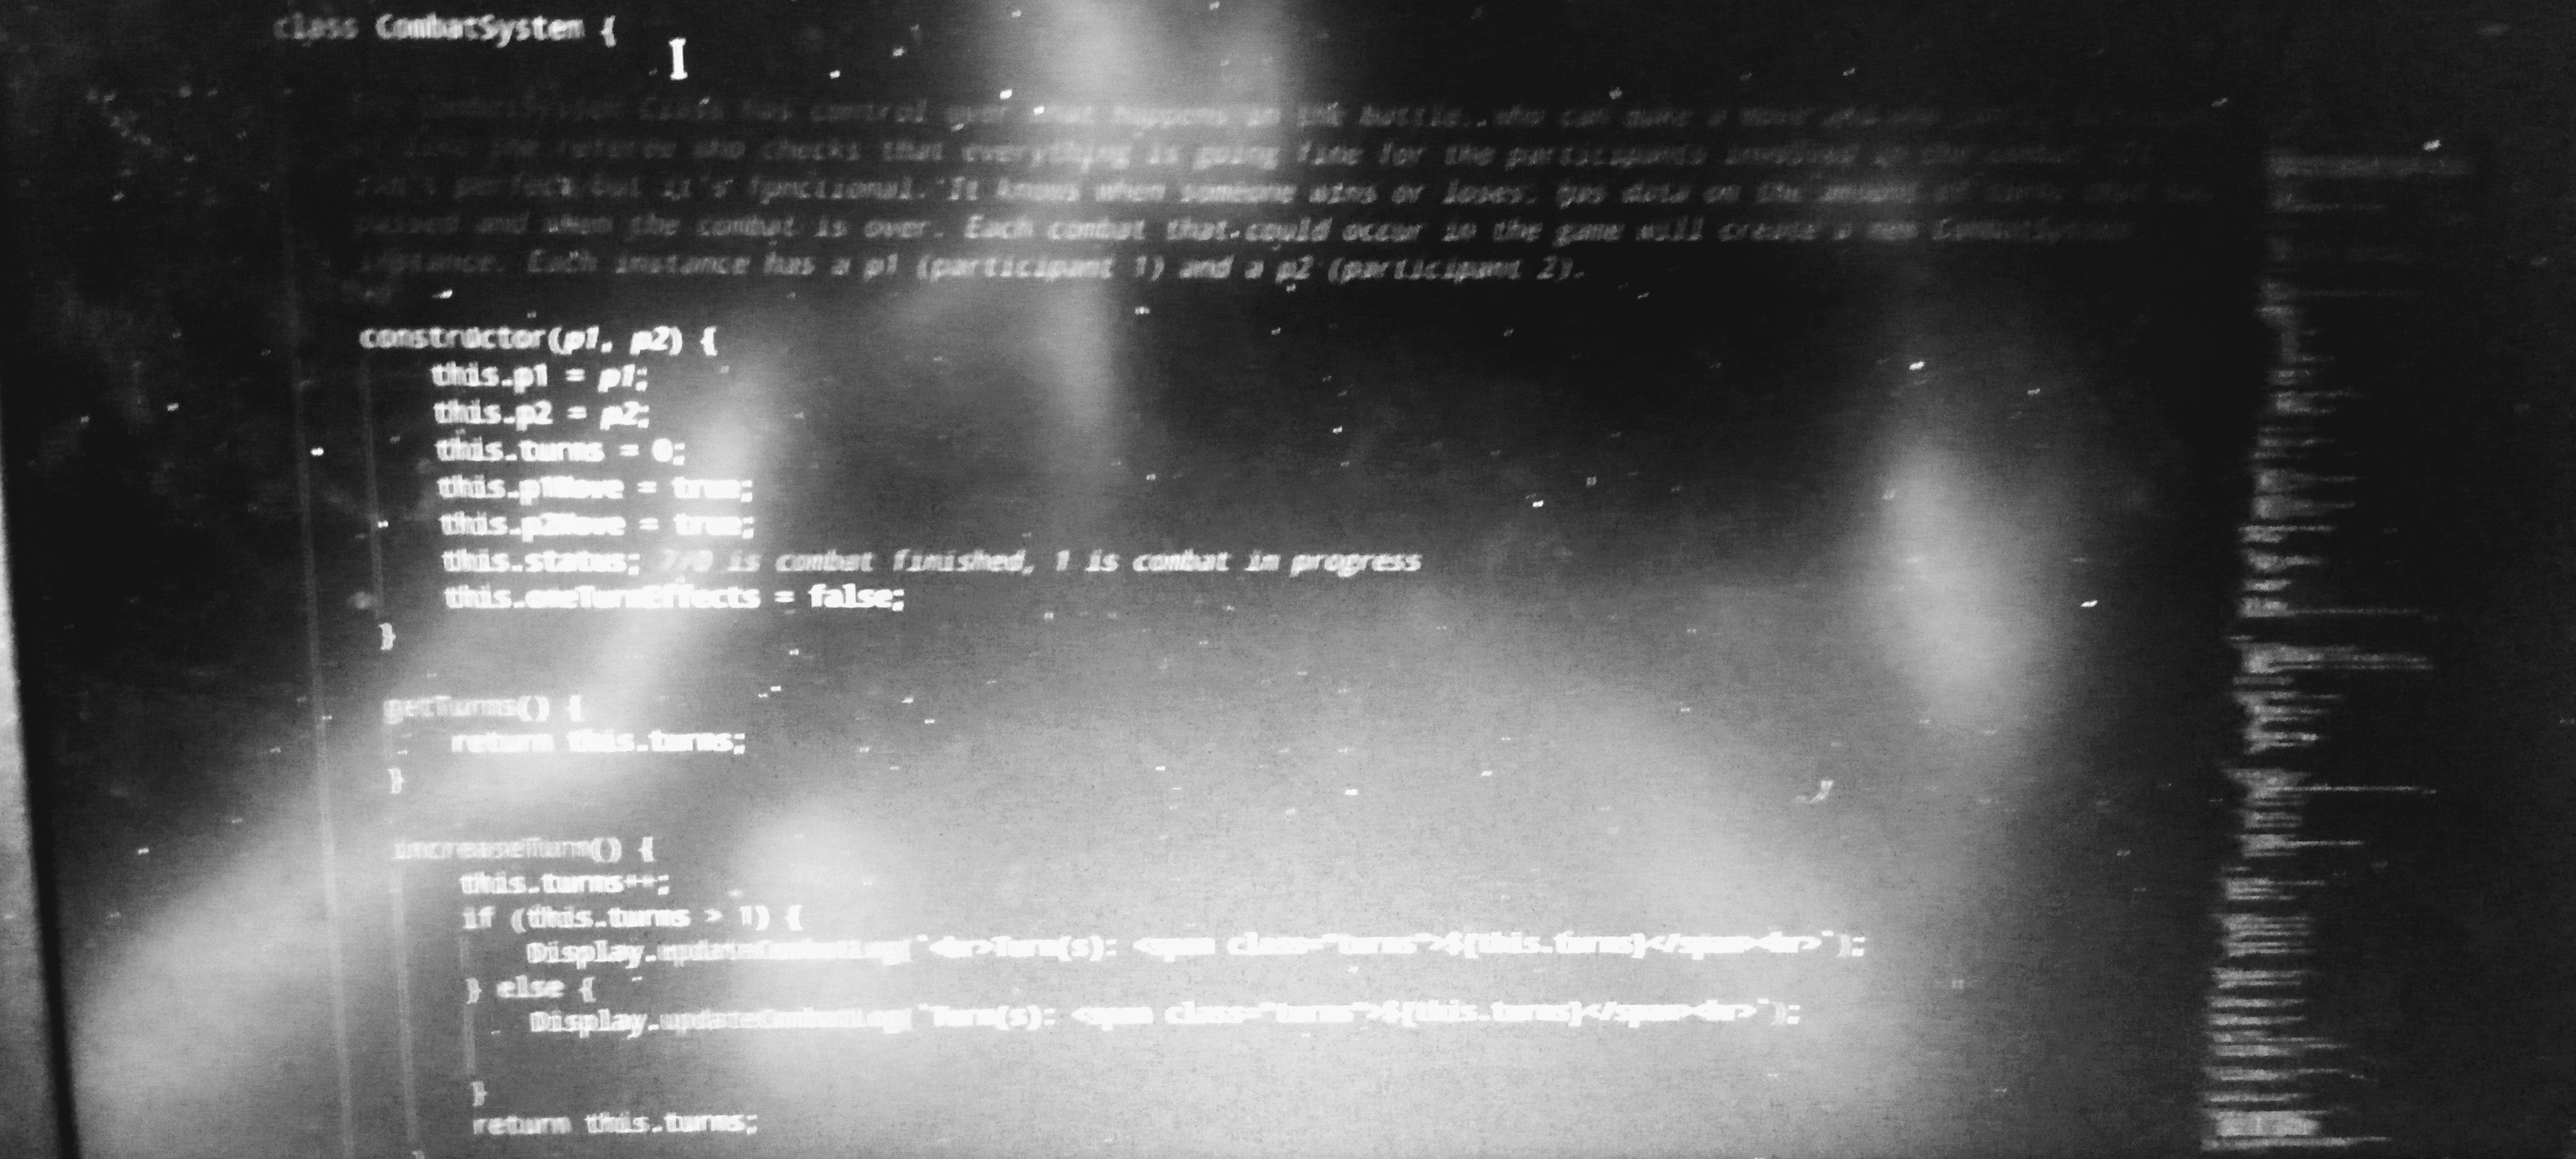 class CombatSystem {
CombatSystem Class has control over what happens in the battle, who can make a move
like the referee who checks that everything is going fine for the participants involved in the combat. It
isn't perfect but it's functional. It knows when someone wins or loses, gas data on the amount of turns that
passed and when the combat is over. Each combat that could occur in the game will create a new CombatSystem
instance. Each instance has a p1 (participant 1) and a p2 (participant 2).
constructor(p1, p2) {
this.p1 = p1;
this.p2 = p2;
this.turns = 0;
this.p1Move = true;
this.p2Move = true;
this.status; //0 is combat finished, 1 is combat in progress
this.oneTurnEffects = false;
}
getTurns() {
return this.turns;
}
increaseTurn() {
this.turns++;
if (this.turns > 1) {
Display.updateCombatLog(`<br>Turn(s): <span class="turns">${this.turns}</span><br>`);
} else {
Display.updateCombatLog(`Turn(s): <span class="turns">${this.turns}</span><br>`);
}
return this.turns;
}